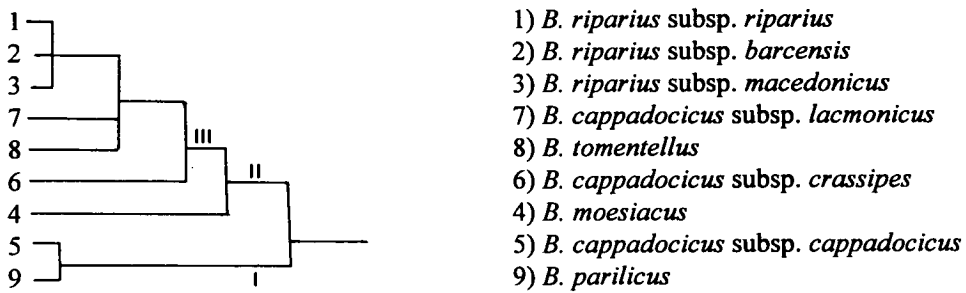 1
2
3
7
8
6
4
5
9
III
II
I
1) B. riparius subsp. riparius
2) B. riparius subsp. barcensis
3) B. riparius subsp. macedonicus
7) B. cappadocicus subsp. lacmonicus
8) B. tomentellus
6) B. cappadocicus subsp. crassipes
4) B. moesiacus
5) B. cappadocicus subsp. cappadocicus
9) B. parilicus